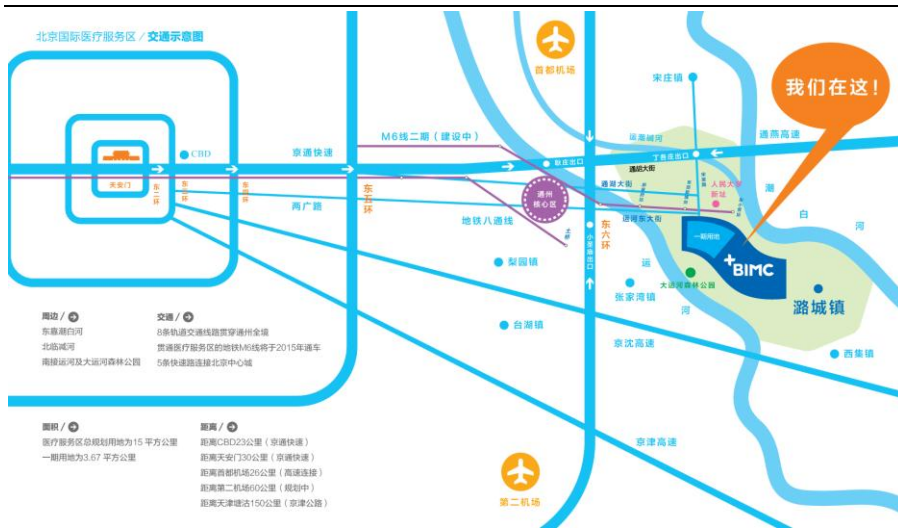 北京国际医疗服务区 / 交通示意图
首都机场
宋庄镇
我们在这！
M6线二期（建设中）
运潮减河
通燕高速
CBD
京通快速
耿庄出口
丁各庄出口
通胡大街
天安门
东二环
东三环
东四环
东五环
通州
核心区
通湖大街
人民大学
新址
潮
白
河
两广路
地铁八通线
土桥
运河东大街
东六环
小圣庙出口
一期用地
BIMC
梨园镇
运
河
大运河森林公园
张家湾镇
潞城镇
台湖镇
京沈高速
西集镇
周边 /
东靠潮白河
北临减河
南接运河及大运河森林公园
交通 /
8条轨道交通线路贯穿通州全境
贯通医疗服务区的地铁M6线将于2015年通车
5条快速路连接北京中心城
面积 /
医疗服务区总规划用地为15 平方公里
一期用地为3.67 平方公里
距离 /
距离CBD23公里（京通快速）
距离天安门30公里（京通快速）
距离首都机场26公里（高速连接）
距离第二机场60公里（规划中）
距离天津塘沽150公里（京津公路）
京津高速
第二机场